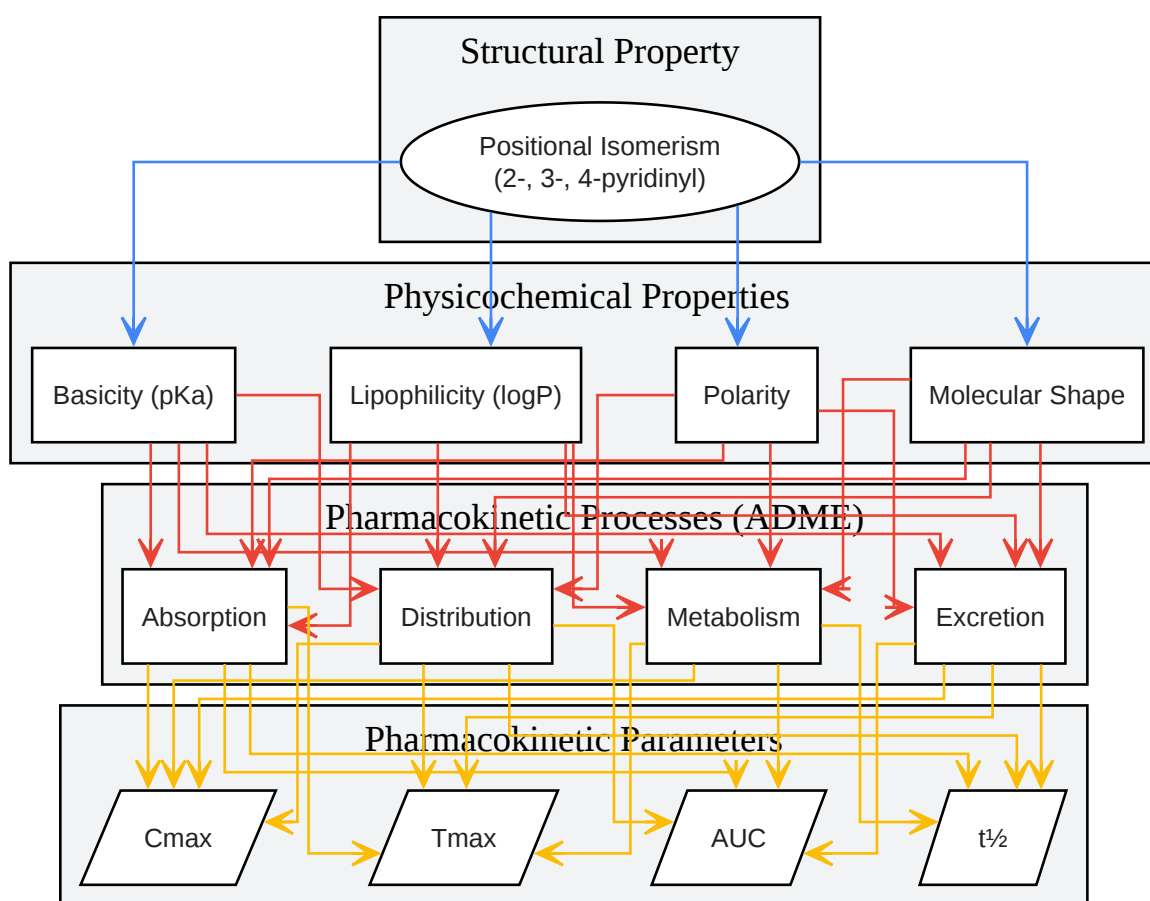 Structural Property
Positional Isomerism
(2-, 3-, 4-pyridinyl)
Physicochemical Properties
Basicity (pKa)
Lipophilicity (logP)
Polarity
Molecular Shape
Pharmacokinetic Processes (ADME)
Absorption
Distribution
Metabolism
Excretion
Pharmacokinetic Parameters
Cmax
Tmax
AUC
t½